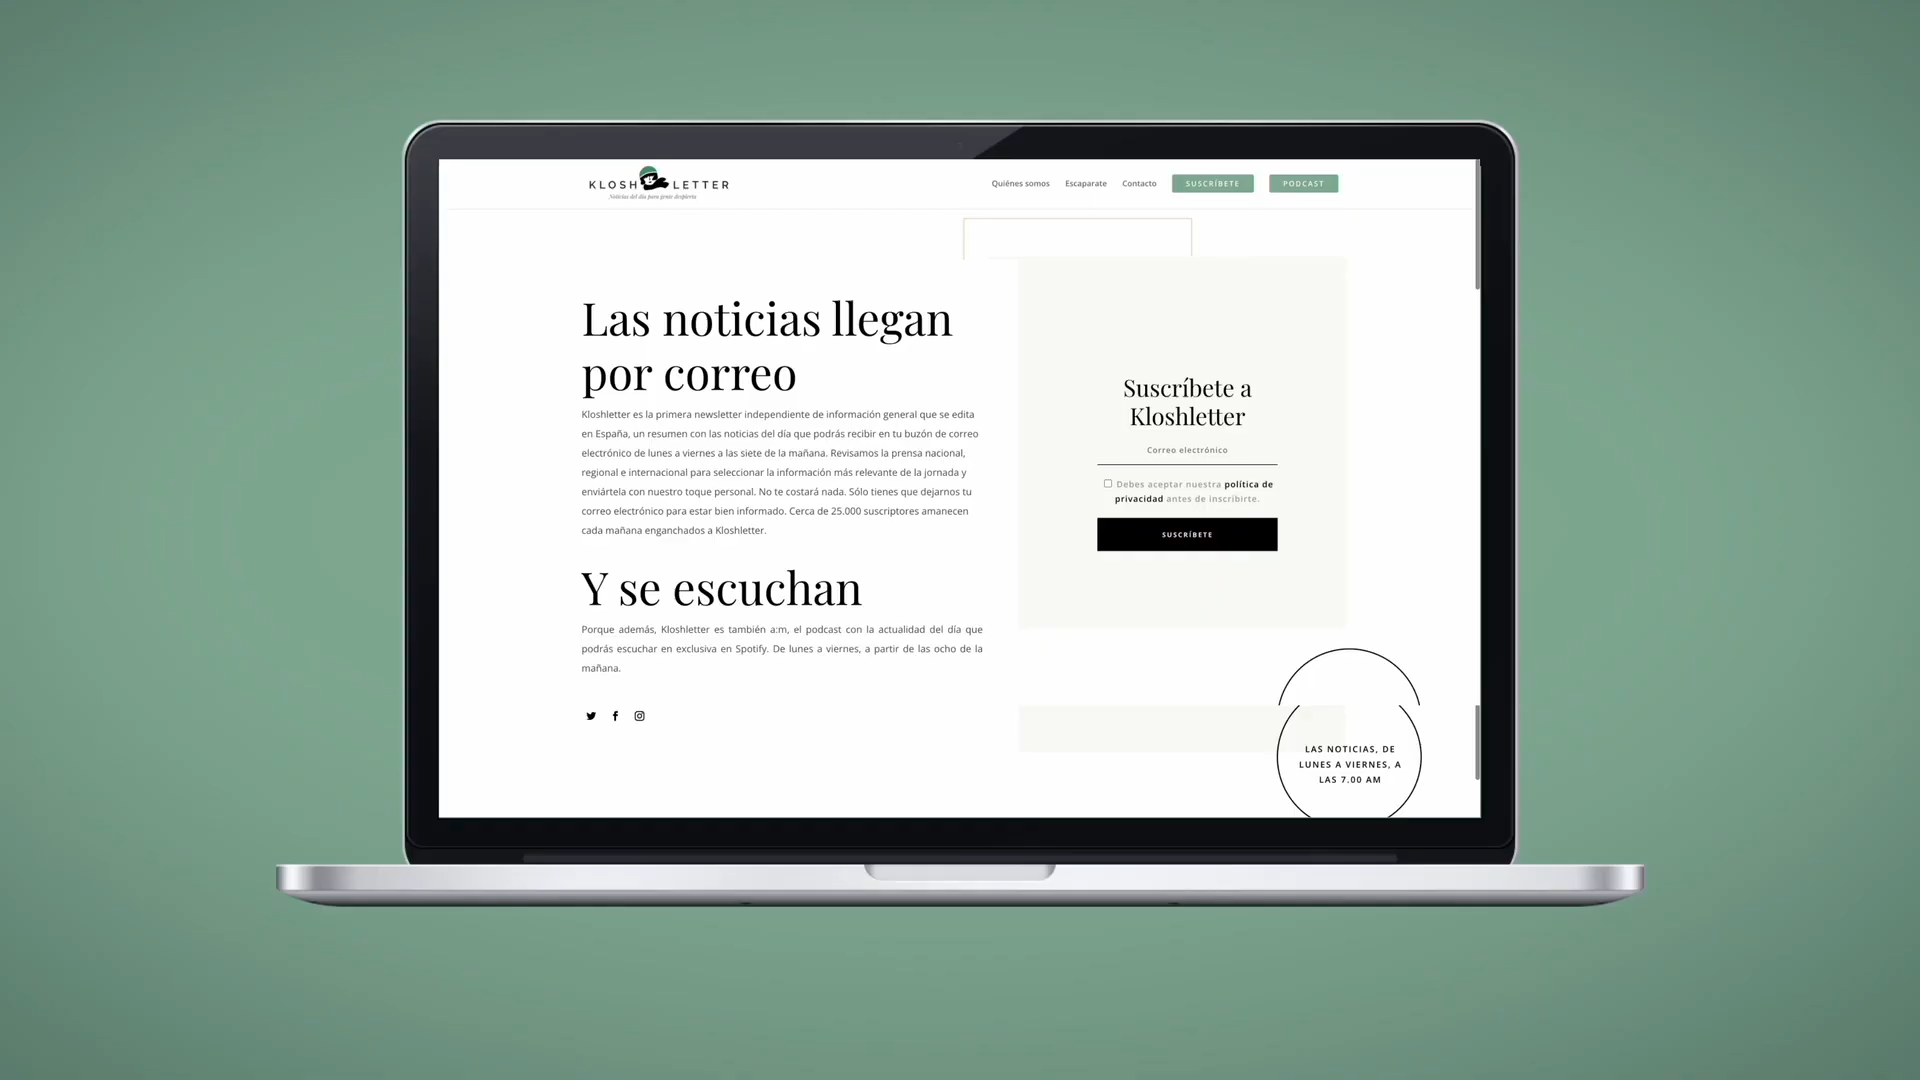 KLOSH LETTER
Noticias del día para gente despierta
Quiénes somos
Escaparate
Contacto
SUSCRÍBETE
PODCAST
Las noticias llegan
por correo
Kloshletter es la primera newsletter independiente de información general que se edita
en España, un resumen con las noticias del día que podrás recibir en tu buzón de correo
electrónico de lunes a viernes a las siete de la mañana. Revisamos la prensa nacional,
regional e internacional para seleccionar la información más relevante de la jornada y
enviártela con nuestro toque personal. No te costará nada. Sólo tienes que dejarnos tu
correo electrónico para estar bien informado. Cerca de 25.000 suscriptores amanecen
cada mañana enganchados a Kloshletter.
Y se escuchan
Porque además, Kloshletter es también a:m, el podcast con la actualidad del día que
podrás escuchar en exclusiva en Spotify. De lunes a viernes, a partir de las ocho de la
mañana.
Suscríbete a
Kloshletter
Correo electrónico
Debes aceptar nuestra política de
privacidad antes de inscribirte.
SUSCRÍBETE
LAS NOTICIAS, DE
LUNES A VIERNES, A
LAS 7.00 AM